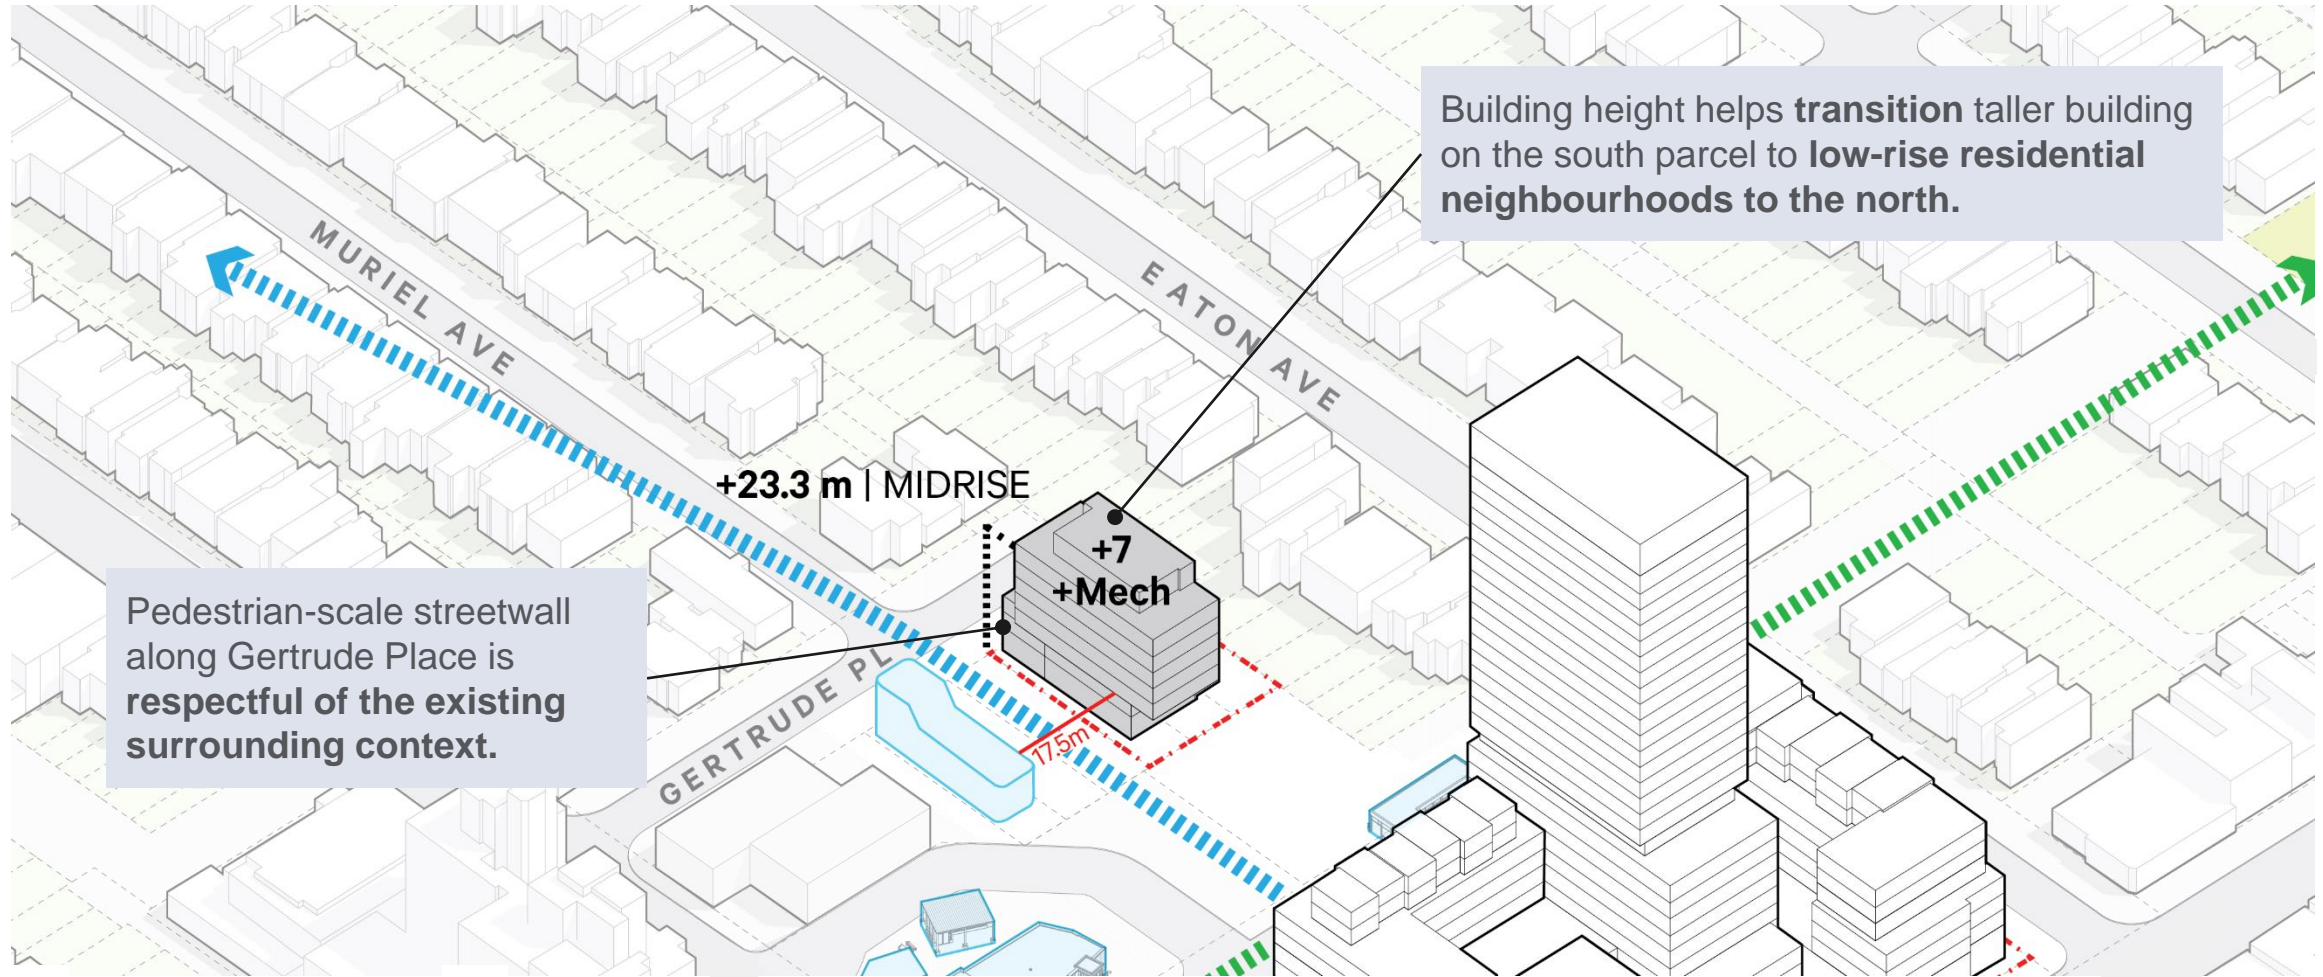 Building height helps transition taller building
on the south parcel to low-rise residential
neighbourhoods to the north.
MURIEL AVE
EATON AVE
+23.3 m | MIDRISE
+7
+Mech
Pedestrian-scale streetwall
along Gertrude Place is
respectful of the existing
surrounding context.
GERTRUDE PL
17.5m